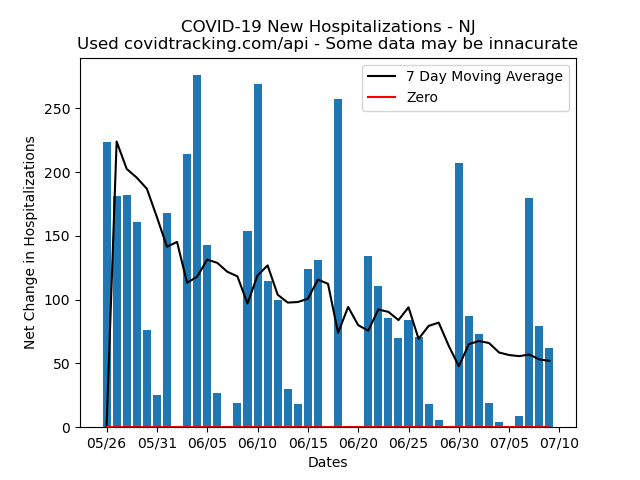 COVID-19 New Hospitalizations - NJ
Used covidtracking.com/api - Some data may be innacurate
7 Day Moving Average
Zero
Net Change in Hospitalizations
250
200
150
100
50
0
05/26 05/31 06/05 06/10 06/15 06/20 06/25 06/30 07/05 07/10
Dates